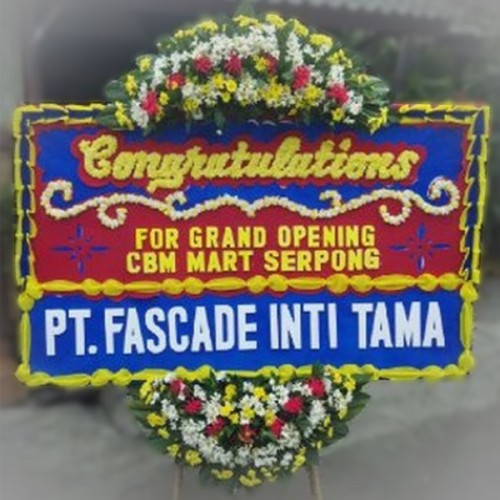 Congratulations
FOR GRAND OPENING
CBM MART SERPONG
PT. FASCADE INTI TAMA